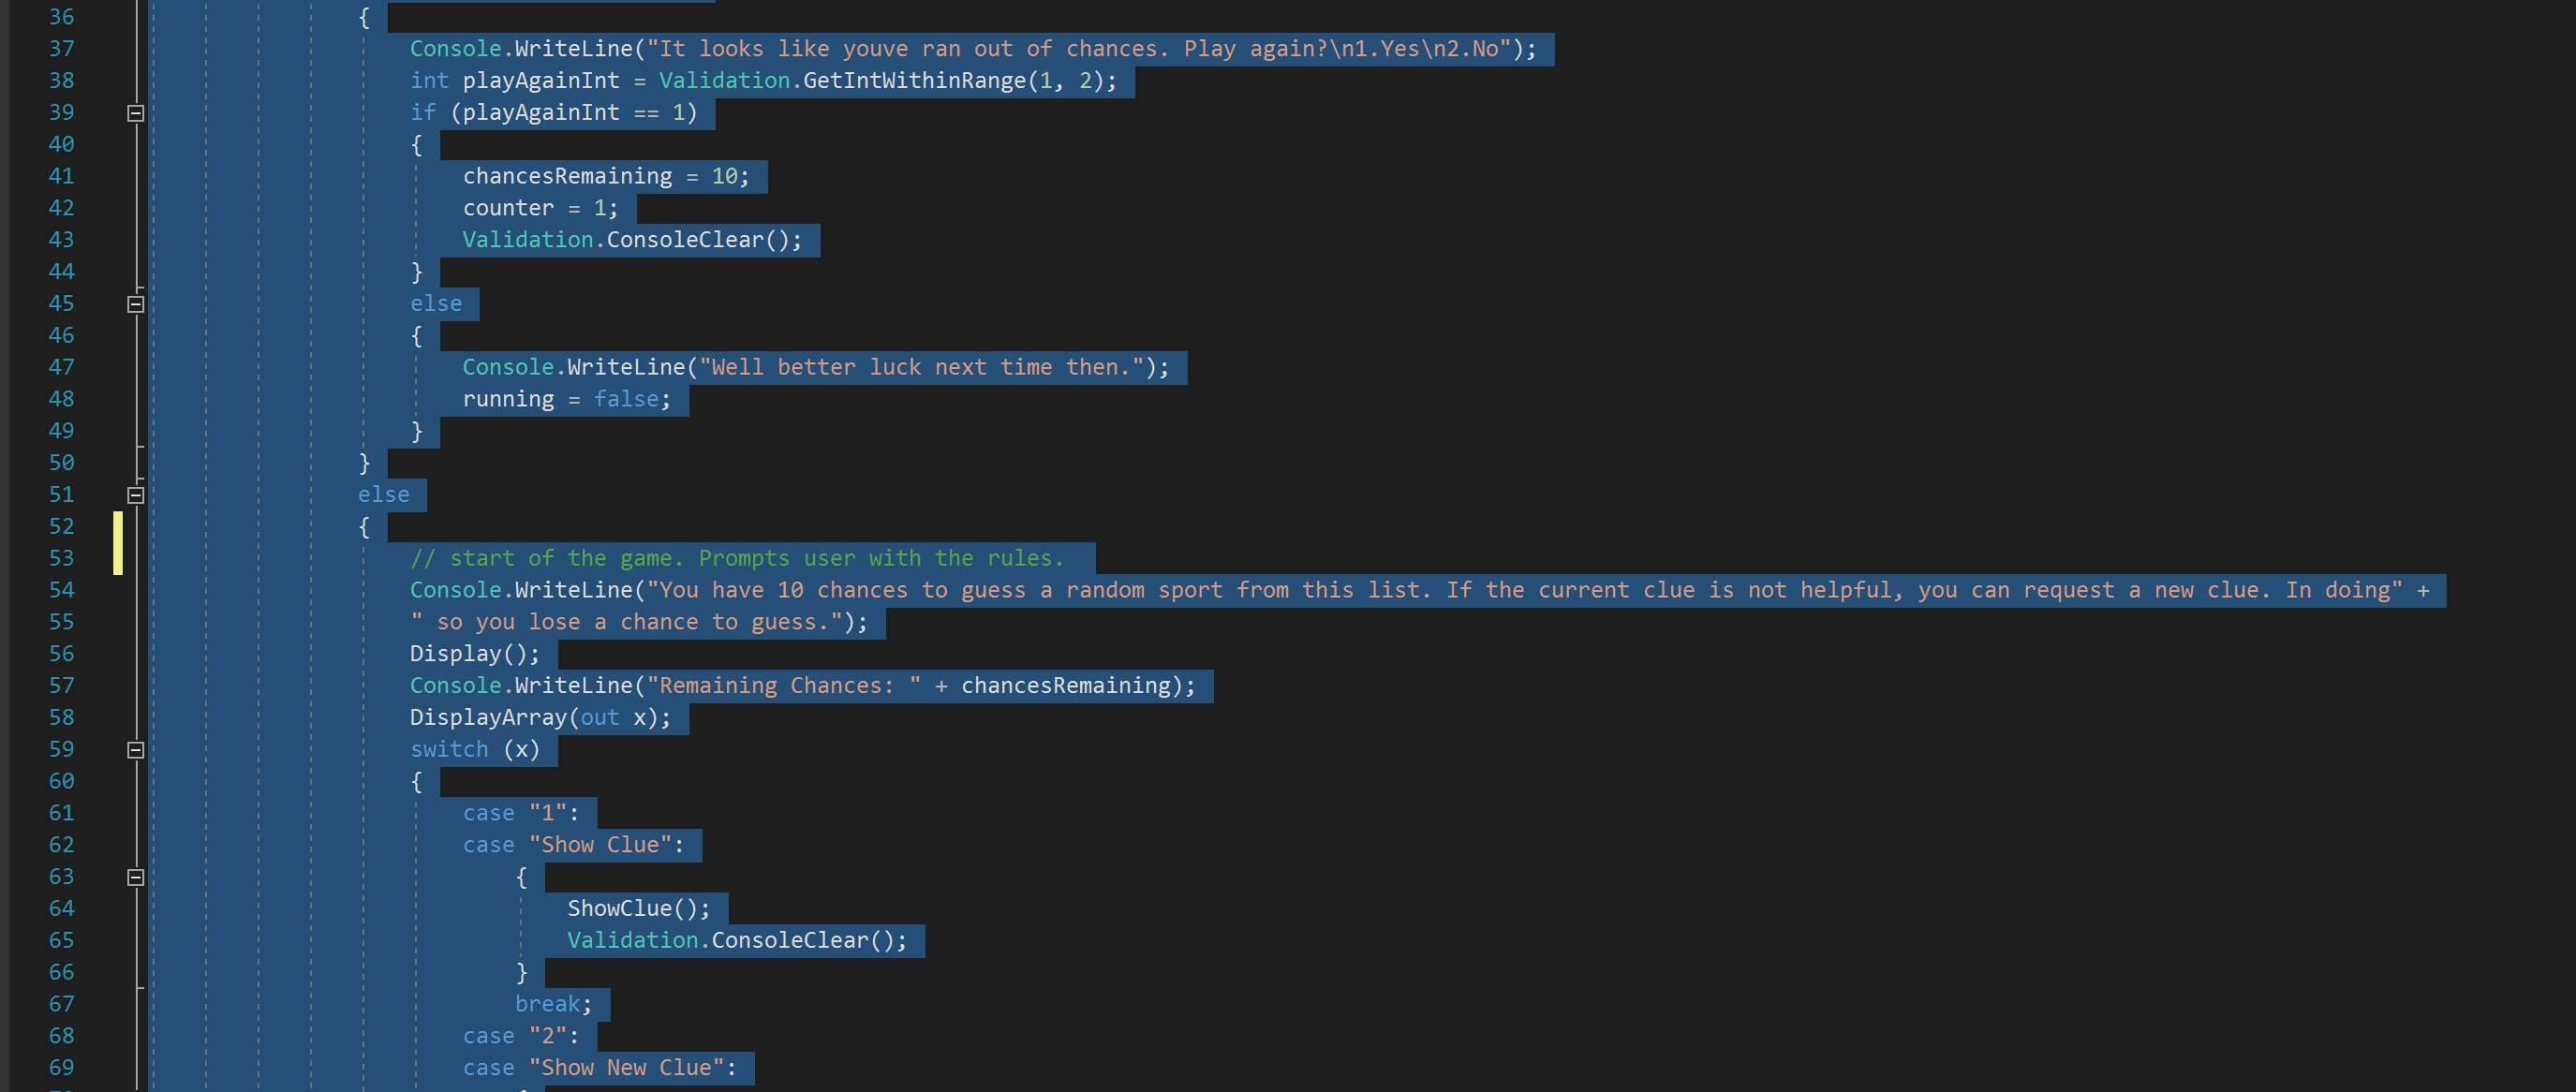 36 {
37 Console.WriteLine("It looks like youve ran out of chances. Play again?\n1.Yes\n2.No");
38 int playAgainInt = Validation.GetIntWithinRange(1, 2);
39 if (playAgainInt == 1)
40 {
41 chancesRemaining = 10;
42 counter = 1;
43 Validation.ConsoleClear();
44 }
45 else
46 {
47 Console.WriteLine("Well better luck next time then.");
48 running = false;
49 }
50 }
51 else
52 {
53 // start of the game. Prompts user with the rules.
54 Console.WriteLine("You have 10 chances to guess a random sport from this list. If the current clue is not helpful, you can request a new clue. In doing" +
55 " so you lose a chance to guess.");
56 Display();
57 Console.WriteLine("Remaining Chances: " + chancesRemaining);
58 DisplayArray(out x);
59 switch (x)
60 {
61 case "1":
62 case "Show Clue":
63 {
64 ShowClue();
65 Validation.ConsoleClear();
66 }
67 break;
68 case "2":
69 case "Show New Clue":